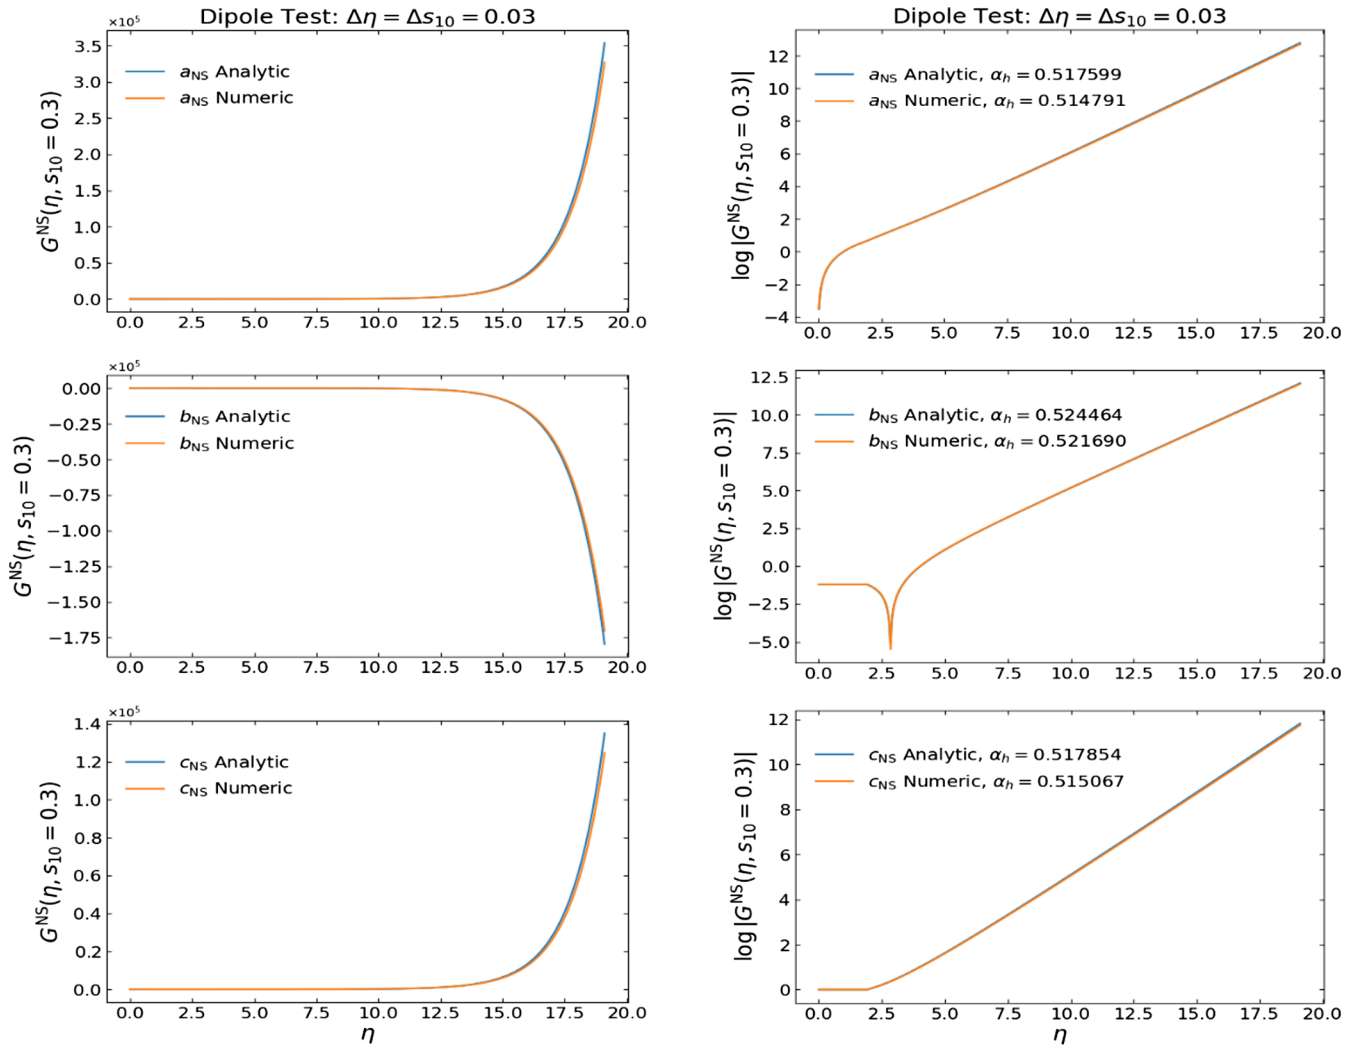 Dipole Test: Δη = Δs₁₀ = 0.03
×10⁵
3.5
3.0
2.5
2.0
1.5
1.0
0.5
0.0
G^NS(η, s₁₀ = 0.3)
a_NS Analytic
a_NS Numeric
0.0 2.5 5.0 7.5 10.0 12.5 15.0 17.5 20.0
Dipole Test: Δη = Δs₁₀ = 0.03
12
10
8
6
4
2
0
−2
−4
log|G^NS(η, s₁₀ = 0.3)|
a_NS Analytic, α_h = 0.517599
a_NS Numeric, α_h = 0.514791
0.0 2.5 5.0 7.5 10.0 12.5 15.0 17.5 20.0
×10⁵
0.00
−0.25
−0.50
−0.75
−1.00
−1.25
−1.50
−1.75
G^NS(η, s₁₀ = 0.3)
b_NS Analytic
b_NS Numeric
0.0 2.5 5.0 7.5 10.0 12.5 15.0 17.5 20.0
12.5
10.0
7.5
5.0
2.5
0.0
−2.5
−5.0
log|G^NS(η, s₁₀ = 0.3)|
b_NS Analytic, α_h = 0.524464
b_NS Numeric, α_h = 0.521690
0.0 2.5 5.0 7.5 10.0 12.5 15.0 17.5 20.0
×10⁵
1.4
1.2
1.0
0.8
0.6
0.4
0.2
0.0
G^NS(η, s₁₀ = 0.3)
c_NS Analytic
c_NS Numeric
0.0 2.5 5.0 7.5 10.0 12.5 15.0 17.5 20.0
η
12
10
8
6
4
2
0
log|G^NS(η, s₁₀ = 0.3)|
c_NS Analytic, α_h = 0.517854
c_NS Numeric, α_h = 0.515067
0.0 2.5 5.0 7.5 10.0 12.5 15.0 17.5 20.0
η